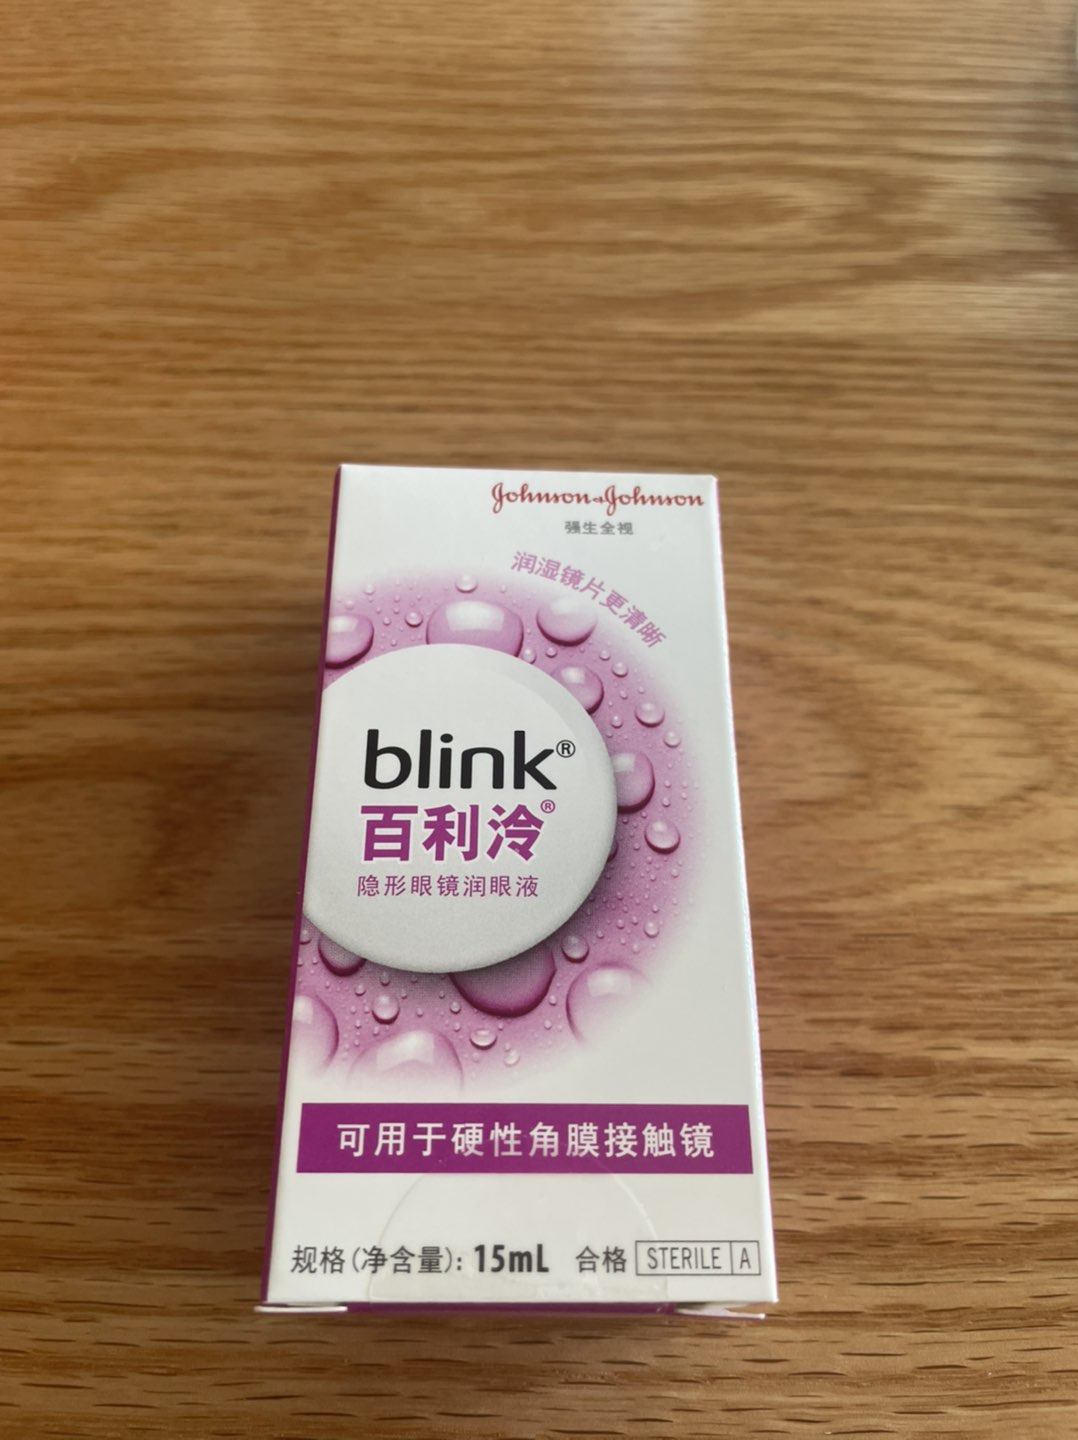 Johnson & Johnson
强生全视
润湿镜片更清晰
blink®
百利泠®
隐形眼镜润眼液
可用于硬性角膜接触镜
规格(净含量): 15mL 合格 STERILE A